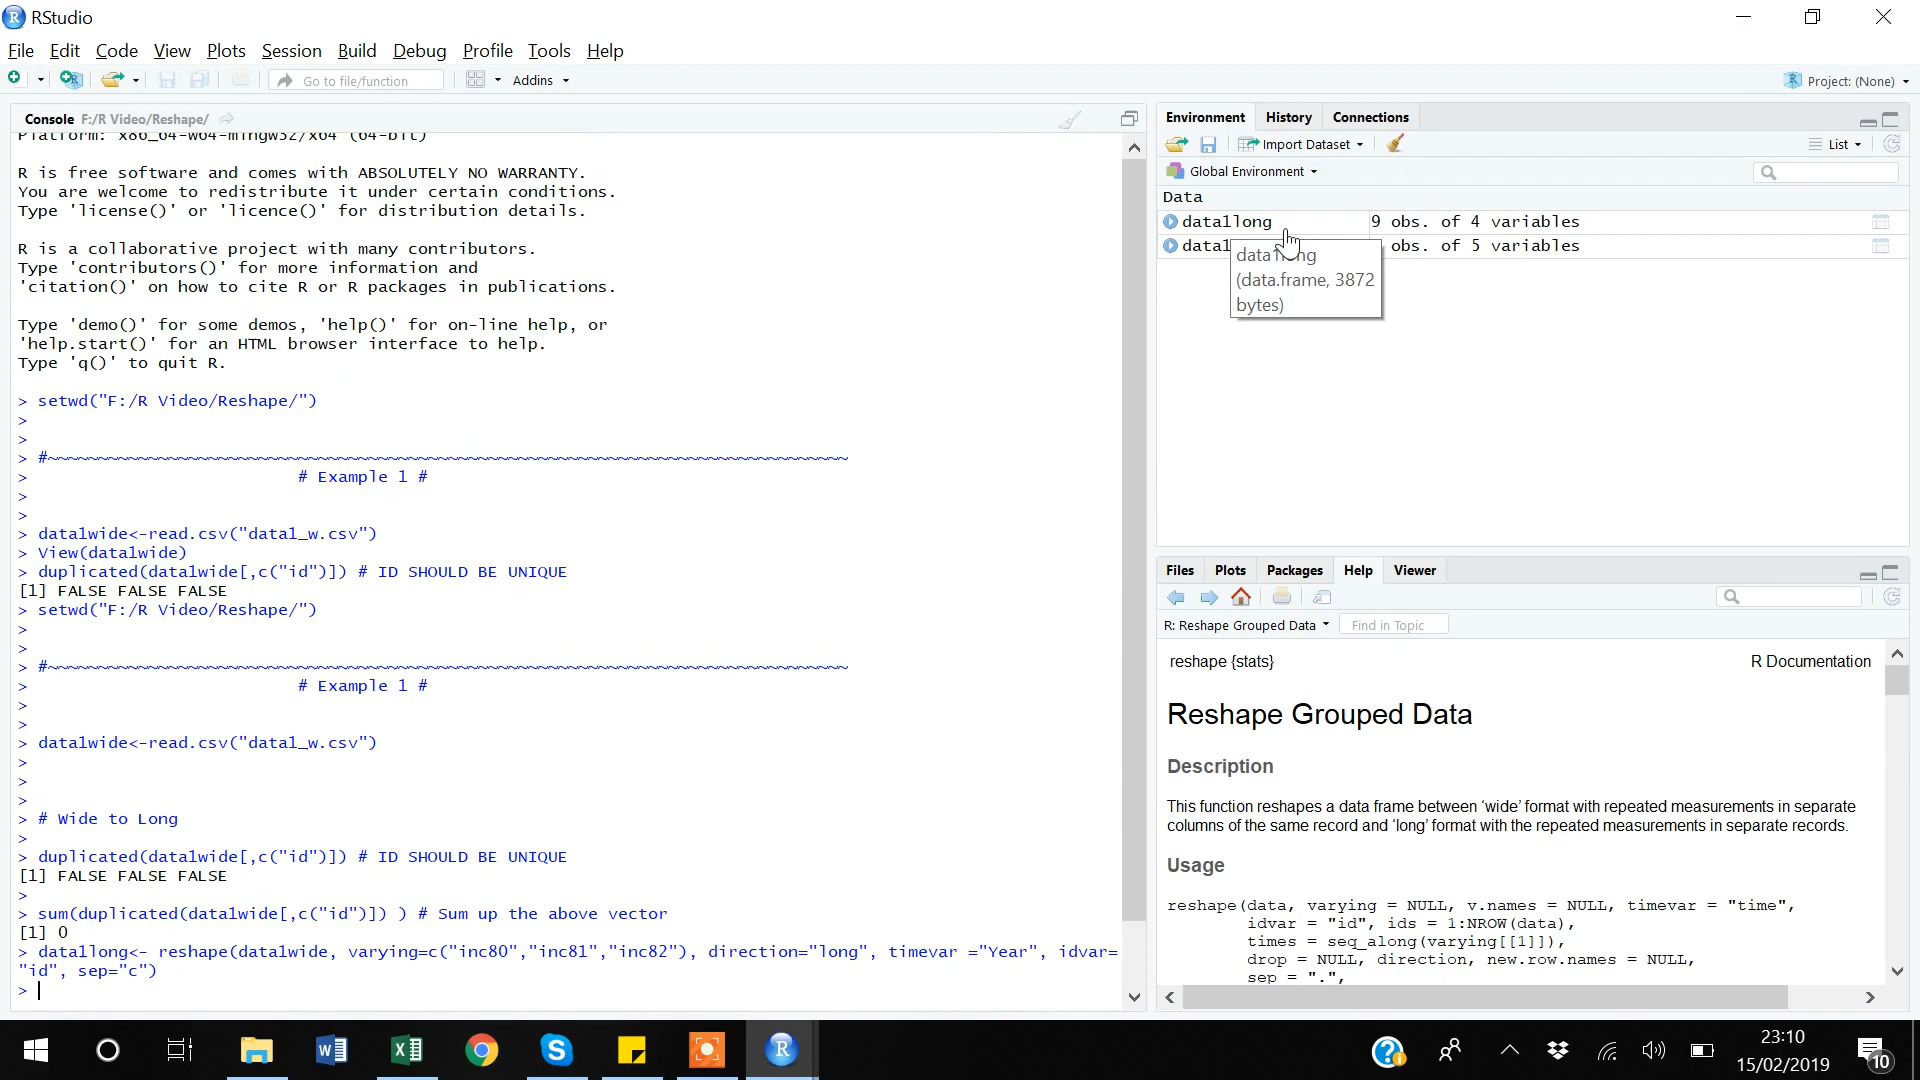 RStudio
File Edit Code View Plots Session Build Debug Profile Tools Help
Go to file/function Addins Project: (None)
Console F:/R Video/Reshape/
Platform: x86_64-w64-mingw32/x64 (64-bit)
R is free software and comes with ABSOLUTELY NO WARRANTY.
You are welcome to redistribute it under certain conditions.
Type 'license()' or 'licence()' for distribution details.
R is a collaborative project with many contributors.
Type 'contributors()' for more information and
'citation()' on how to cite R or R packages in publications.
Type 'demo()' for some demos, 'help()' for on-line help, or
'help.start()' for an HTML browser interface to help.
Type 'q()' to quit R.
> setwd("F:/R Video/Reshape/")
>
>
> #~~~~~~~~~~~~~~~~~~~~~~~~~~~~~~~~~~~~~~~~~~~~~~~~~~~~~~~~~~~~~~~~~~~~~~~~~~~~~~~~
> # Example 1 #
>
>
> data1wide<-read.csv("data1_w.csv")
> View(data1wide)
> duplicated(data1wide[,c("id")]) # ID SHOULD BE UNIQUE
[1] FALSE FALSE FALSE
> setwd("F:/R Video/Reshape/")
>
>
> #~~~~~~~~~~~~~~~~~~~~~~~~~~~~~~~~~~~~~~~~~~~~~~~~~~~~~~~~~~~~~~~~~~~~~~~~~~~~~~~~
> # Example 1 #
>
>
> data1wide<-read.csv("data1_w.csv")
>
>
>
> # Wide to Long
>
> duplicated(data1wide[,c("id")]) # ID SHOULD BE UNIQUE
[1] FALSE FALSE FALSE
>
> sum(duplicated(data1wide[,c("id")]) ) # Sum up the above vector
[1] 0
> data1long<- reshape(data1wide, varying=c("inc80","inc81","inc82"), direction="long", timevar ="Year", idvar=
"id", sep="c")
>
Environment History Connections
Import Dataset List
Global Environment
Data
data1long 9 obs. of 4 variables
data1 obs. of 5 variables
data1long
(data.frame, 3872
bytes)
Files Plots Packages Help Viewer
R: Reshape Grouped Data Find in Topic
reshape {stats} R Documentation
Reshape Grouped Data
Description
This function reshapes a data frame between ‘wide’ format with repeated measurements in separate
columns of the same record and ‘long’ format with the repeated measurements in separate records.
Usage
reshape(data, varying = NULL, v.names = NULL, timevar = "time",
idvar = "id", ids = 1:NROW(data),
times = seq_along(varying[[1]]),
drop = NULL, direction, new.row.names = NULL,
sep = ".",
23:10
15/02/2019
10